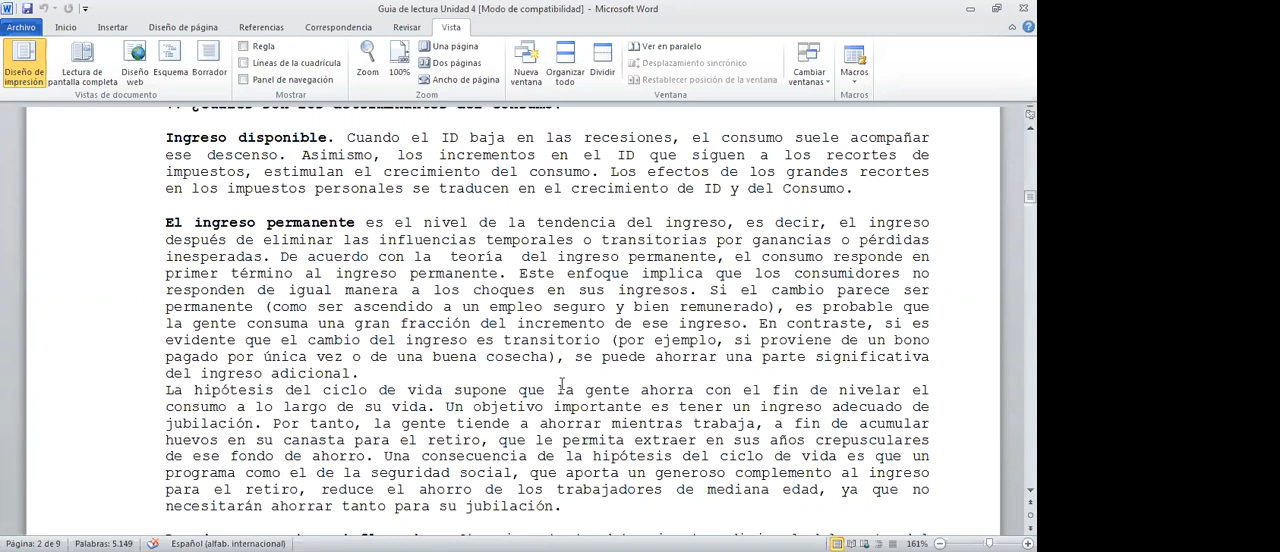 Guia de lectura Unidad 4 [Modo de compatibilidad] - Microsoft Word
Archivo Inicio Insertar Diseño de página Referencias Correspondencia Revisar Vista
Diseño de impresión
Lectura de pantalla completa
Diseño web
Esquema
Borrador
Vistas de documento
Regla
Líneas de la cuadrícula
Panel de navegación
Mostrar
Zoom
100%
Una página
Dos páginas
Ancho de página
Zoom
Nueva ventana
Organizar todo
Dividir
Ver en paralelo
Desplazamiento sincrónico
Restablecer posición de la ventana
Ventana
Cambiar ventanas
Macros
Macros
¿Cuáles son los determinantes del consumo?
Ingreso disponible. Cuando el ID baja en las recesiones, el consumo suele acompañar
ese descenso. Asimismo, los incrementos en el ID que siguen a los recortes de
impuestos, estimulan el crecimiento del consumo. Los efectos de los grandes recortes
en los impuestos personales se traducen en el crecimiento de ID y del Consumo.
El ingreso permanente es el nivel de la tendencia del ingreso, es decir, el ingreso
después de eliminar las influencias temporales o transitorias por ganancias o pérdidas
inesperadas. De acuerdo con la teoría del ingreso permanente, el consumo responde en
primer término al ingreso permanente. Este enfoque implica que los consumidores no
responden de igual manera a los choques en sus ingresos. Si el cambio parece ser
permanente (como ser ascendido a un empleo seguro y bien remunerado), es probable que
la gente consuma una gran fracción del incremento de ese ingreso. En contraste, si es
evidente que el cambio del ingreso es transitorio (por ejemplo, si proviene de un bono
pagado por única vez o de una buena cosecha), se puede ahorrar una parte significativa
del ingreso adicional.
La hipótesis del ciclo de vida supone que la gente ahorra con el fin de nivelar el
consumo a lo largo de su vida. Un objetivo importante es tener un ingreso adecuado de
jubilación. Por tanto, la gente tiende a ahorrar mientras trabaja, a fin de acumular
huevos en su canasta para el retiro, que le permita extraer en sus años crepusculares
de ese fondo de ahorro. Una consecuencia de la hipótesis del ciclo de vida es que un
programa como el de la seguridad social, que aporta un generoso complemento al ingreso
para el retiro, reduce el ahorro de los trabajadores de mediana edad, ya que no
necesitarán ahorrar tanto para su jubilación.
Página: 2 de 9 Palabras: 5.149 Español (alfab. internacional) 161%